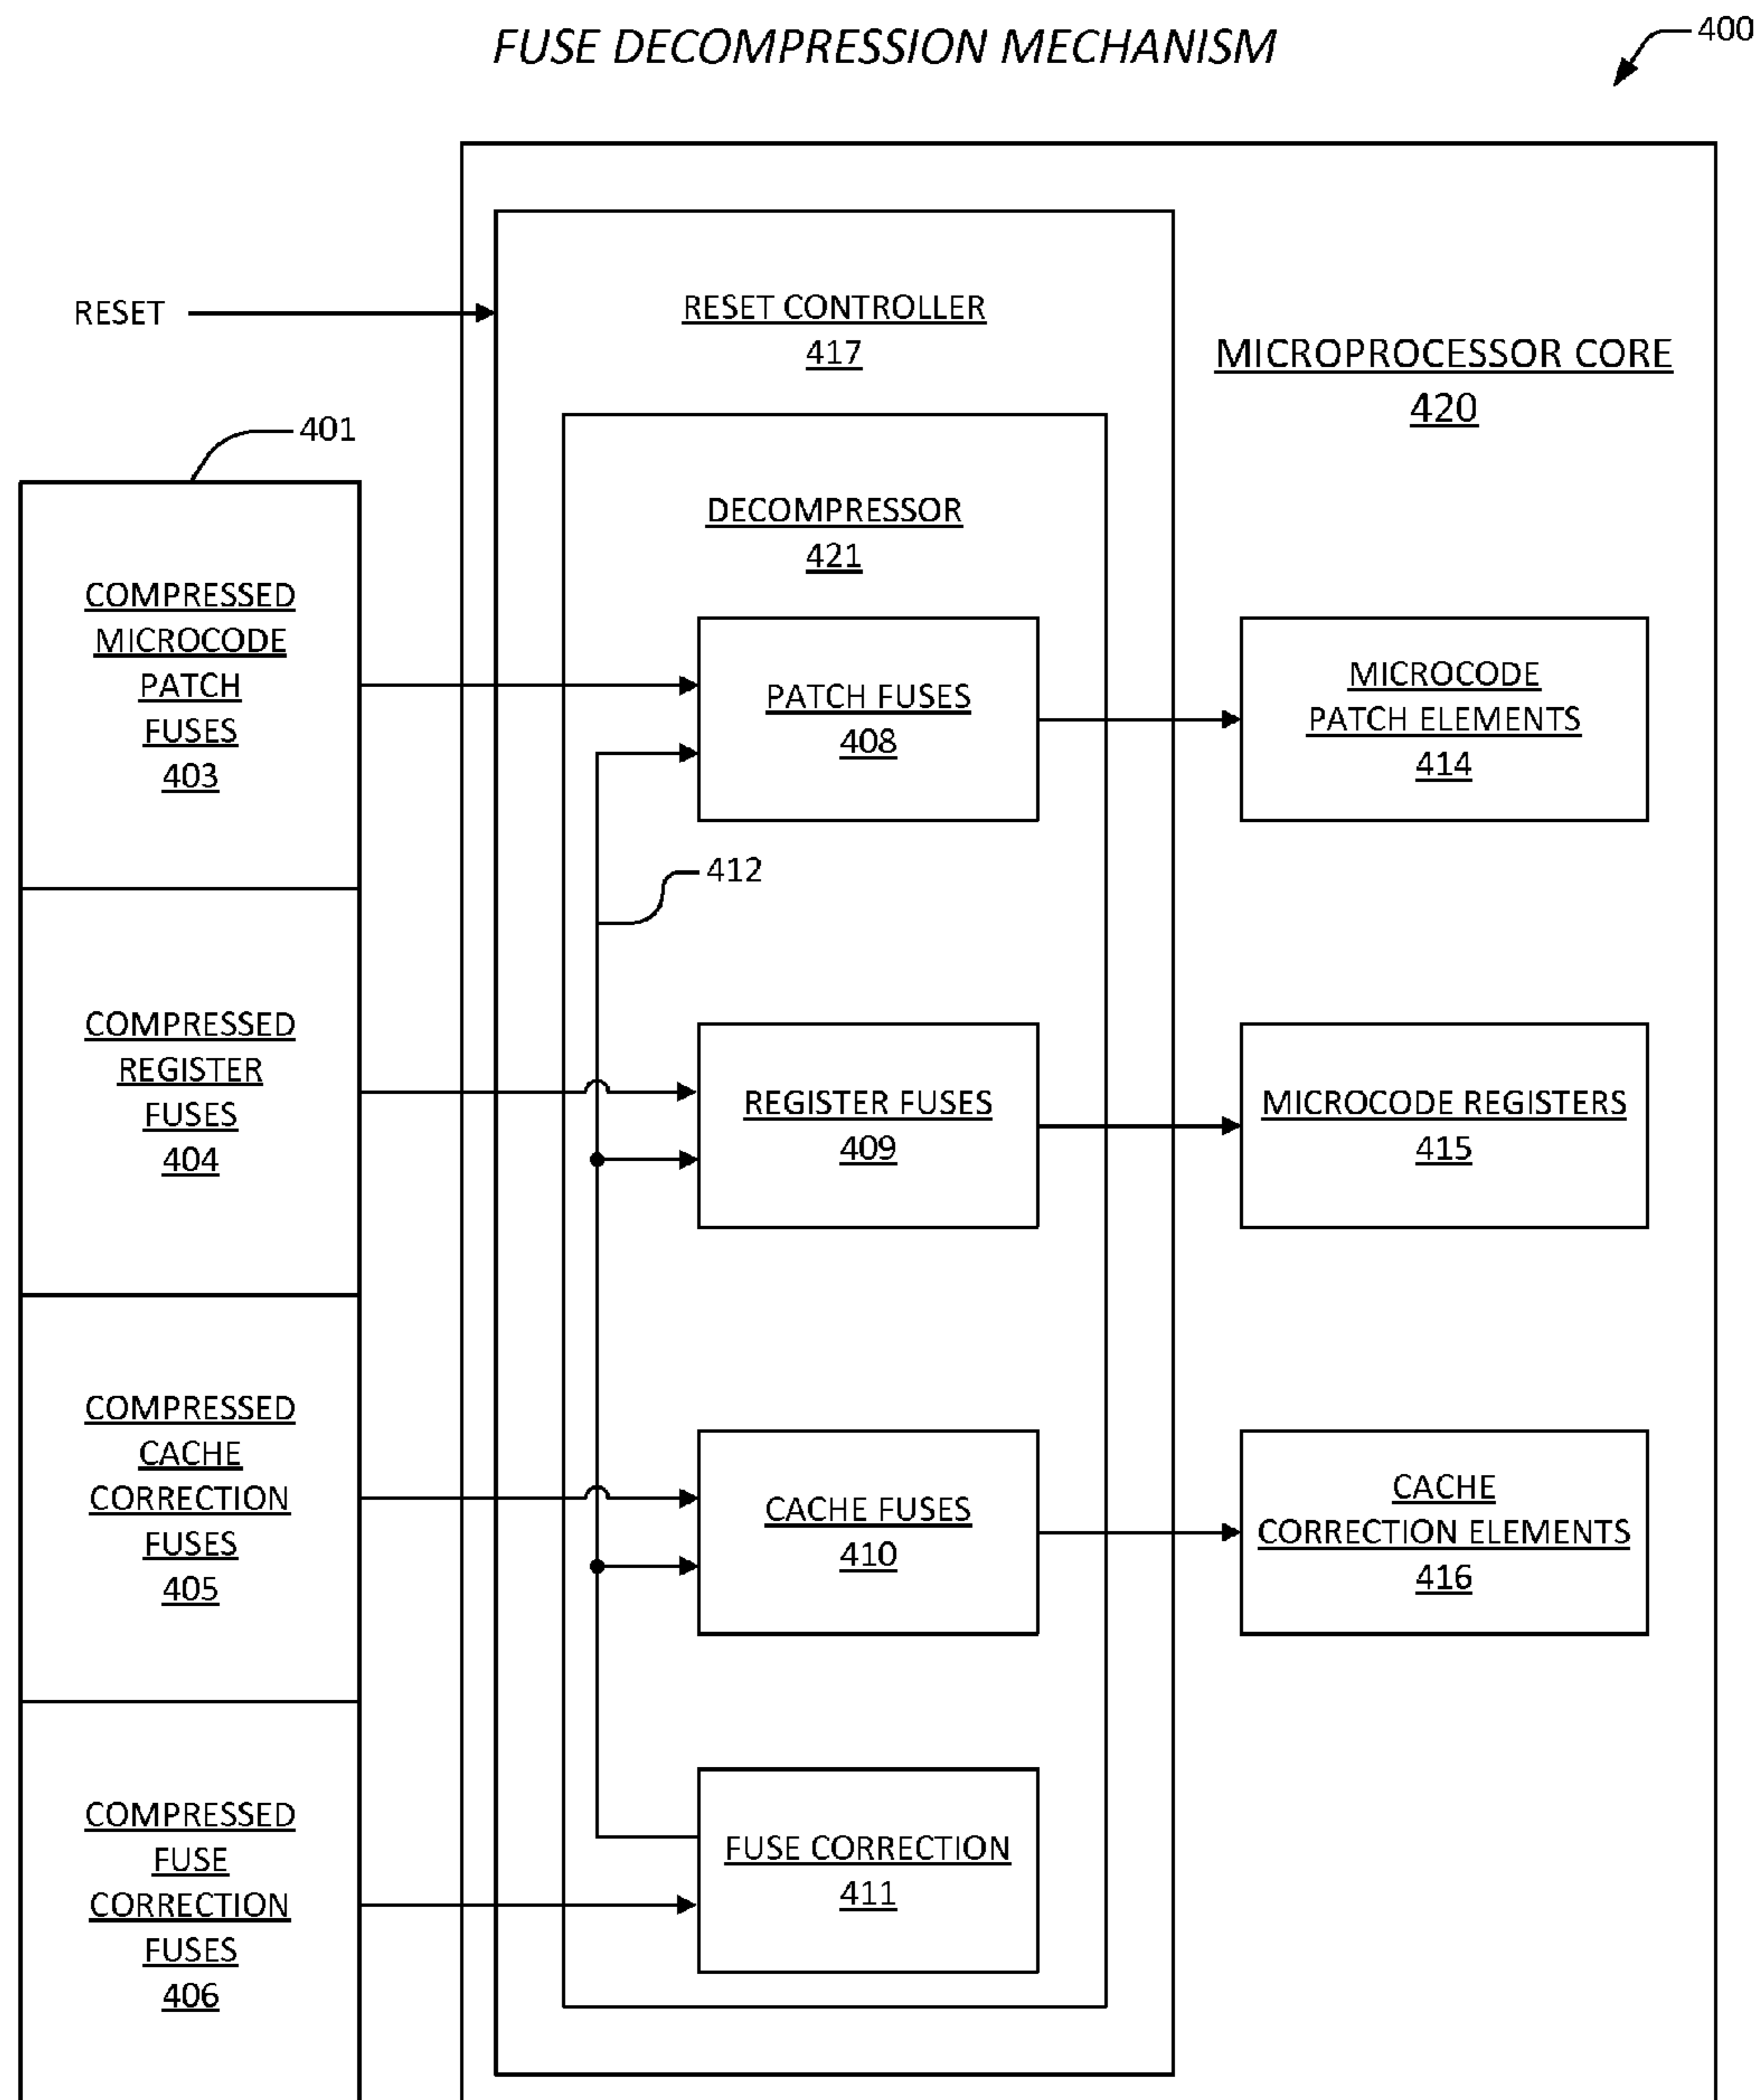 FUSE DECOMPRESSION MECHANISM
400
RESET
RESET CONTROLLER
417
MICROPROCESSOR CORE
420
401
DECOMPRESSOR
421
COMPRESSED
MICROCODE
PATCH
FUSES
403
PATCH FUSES
408
MICROCODE
PATCH ELEMENTS
414
412
COMPRESSED
REGISTER
FUSES
404
REGISTER FUSES
409
MICROCODE REGISTERS
415
COMPRESSED
CACHE
CORRECTION
FUSES
405
CACHE FUSES
410
CACHE
CORRECTION ELEMENTS
416
COMPRESSED
FUSE
CORRECTION
FUSES
406
FUSE CORRECTION
411